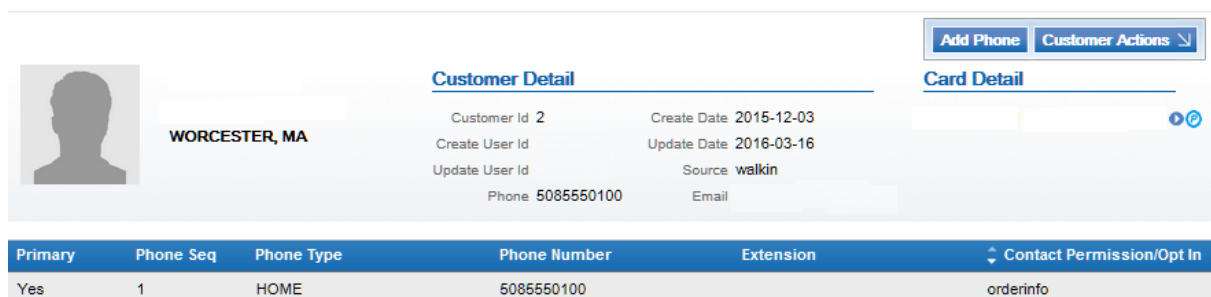 Add Phone Customer Actions
Customer Detail Card Detail
Customer Id 2 Create Date 2015-12-03
WORCESTER, MA
Create User Id Update Date 2016-03-16
Update User Id Source walkin
Phone 5085550100 Email
Primary Phone Seq Phone Type Phone Number Extension Contact Permission/Opt In
Yes 1 HOME 5085550100 orderinfo